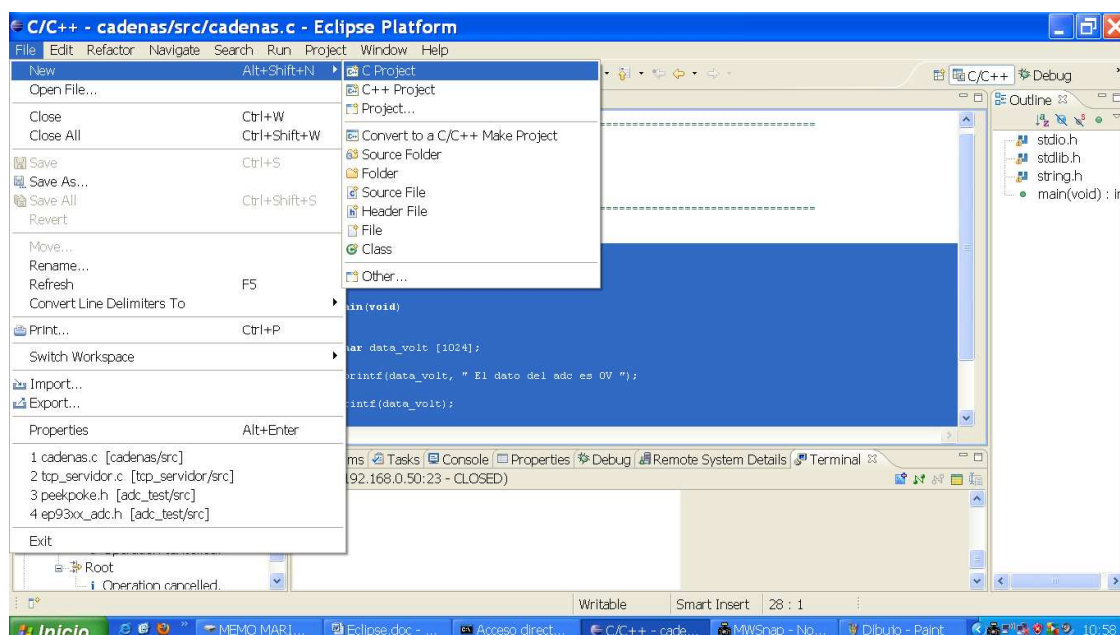 C/C++ - cadenas/src/cadenas.c - Eclipse Platform
File Edit Refactor Navigate Search Run Project Window Help
New Alt+Shift+N
Open File...
Close Ctrl+W
Close All Ctrl+Shift+W
Save Ctrl+S
Save As...
Save All Ctrl+Shift+S
Revert
Move...
Rename...
Refresh F5
Convert Line Delimiters To
Print... Ctrl+P
Switch Workspace
Import...
Export...
Properties Alt+Enter
1 cadenas.c [cadenas/src]
2 tcp_servidor.c [tcp_servidor/src]
3 peekpoke.h [adc_test/src]
4 ep93xx_adc.h [adc_test/src]
Exit
C Project
C++ Project
Project...
Convert to a C/C++ Make Project
Source Folder
Folder
Source File
Header File
File
Class
Other...
C/C++ Debug
Outline
stdio.h
stdlib.h
string.h
main(void) : in
ain(void)
ar data_volt [1024];
printf(data_volt, " El dato del adc es 0V ");
intf(data_volt);
ms Tasks Console Properties Debug Remote System Details Terminal
192.168.0.50:23 - CLOSED)
Root
Operation cancelled.
Writable Smart Insert 28 : 1
Inicio MEMO MARI... Eclipse.doc - ... Acceso direct... C/C++ - cade... MWSnap - No... Dibujo - Paint 10:53